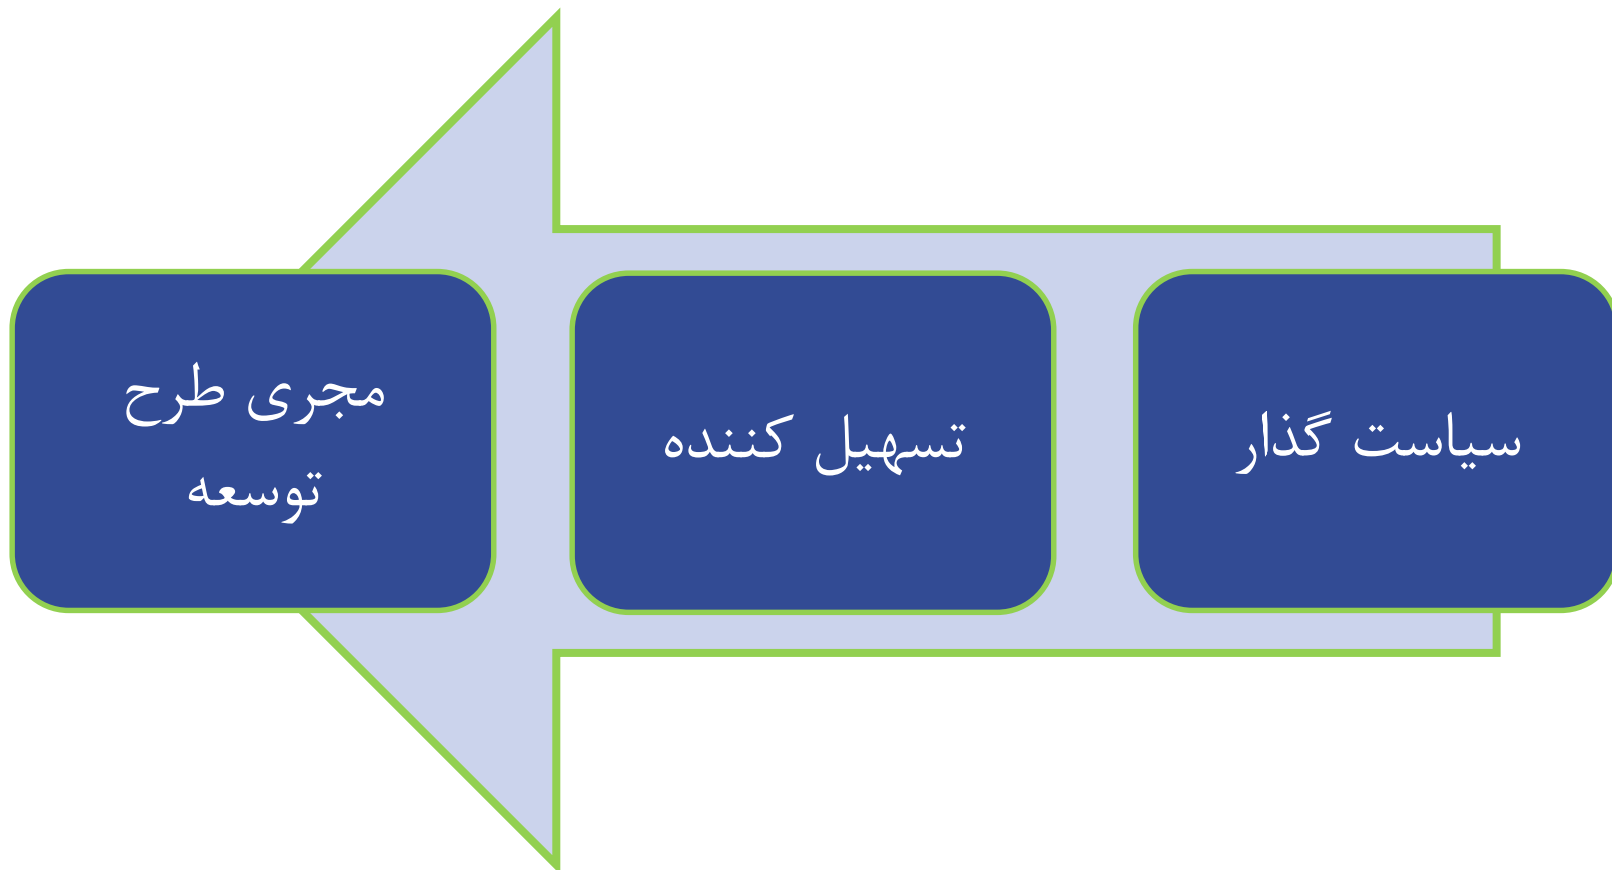 سیاست گذار
تسهیل کننده
مجری طرح
توسعه